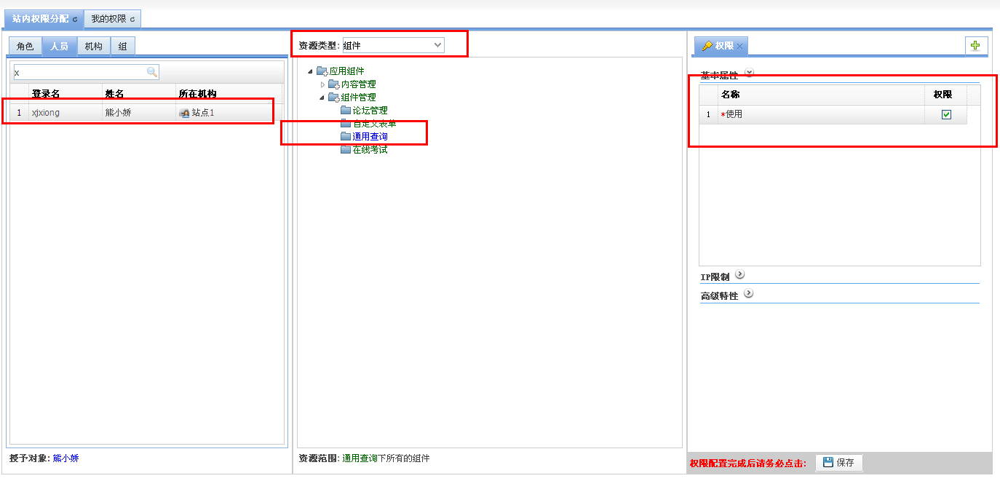 站内权限分配 我的权限
角色 人员 机构 组
x
登录名 姓名 所在机构
1 xjxiong 熊小娇 站点1
授予对象: 熊小娇
资源类型: 组件
应用组件
内容管理
组件管理
论坛管理
自定义表单
通用查询
在线考试
资源范围: 通用查询下所有的组件
权限
基本属性
名称 权限
1 *使用
IP限制
高级特性
权限配置完成后请务必点击: 保存